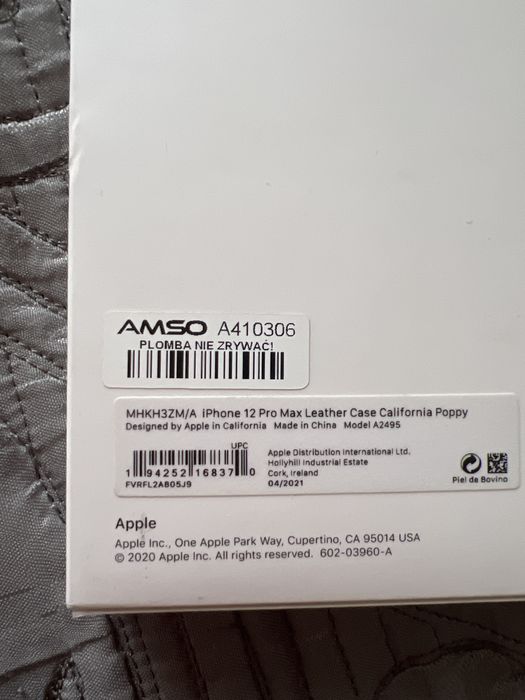 AMSO A410306
PLOMBA NIE ZRYWAĆ!
MHKH3ZM/A iPhone 12 Pro Max Leather Case California Poppy
Designed by Apple in California Made in China Model A2495
UPC
1 94252 16837 0
FVRFL2A805J9
Apple Distribution International Ltd.
Hollyhill Industrial Estate
Cork, Ireland
04/2021
Piel de Bovino
Apple
Apple Inc., One Apple Park Way, Cupertino, CA 95014 USA
© 2020 Apple Inc. All rights reserved. 602-03960-A